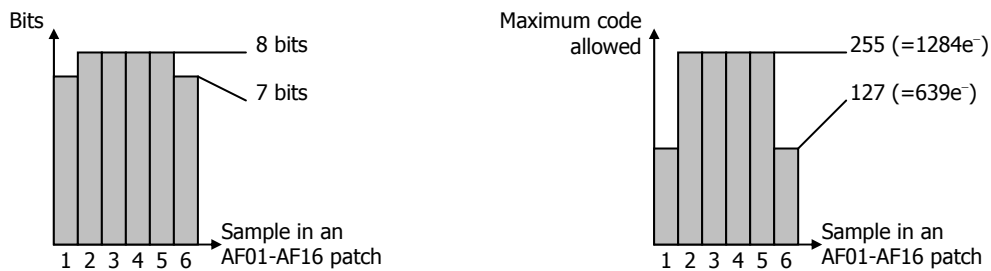 Bits
8 bits
7 bits
Sample in an
AF01-AF16 patch
1 2 3 4 5 6
Maximum code
allowed
255 (=1284e⁻)
127 (=639e⁻)
Sample in an
AF01-AF16 patch
1 2 3 4 5 6